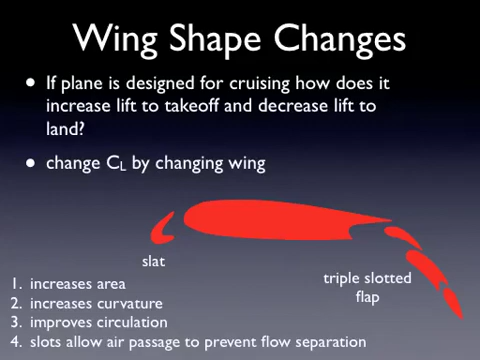 Wing Shape Changes
• If plane is designed for cruising how does it
increase lift to takeoff and decrease lift to
land?
• change CL by changing wing
slat
triple slotted
flap
1. increases area
2. increases curvature
3. improves circulation
4. slots allow air passage to prevent flow separation